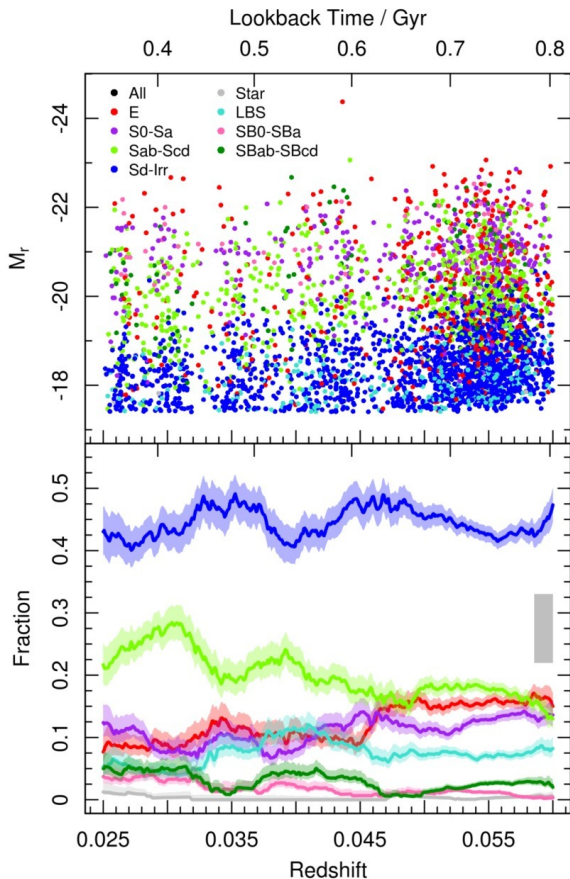 Lookback Time / Gyr
0.4 0.5 0.6 0.7 0.8
-24
-22
-20
-18
M_r
All Star
E LBS
S0-Sa SB0-SBa
Sab-Scd SBab-SBcd
Sd-Irr
0.5
0.4
0.3
0.2
0.1
0
Fraction
0.025 0.035 0.045 0.055
Redshift